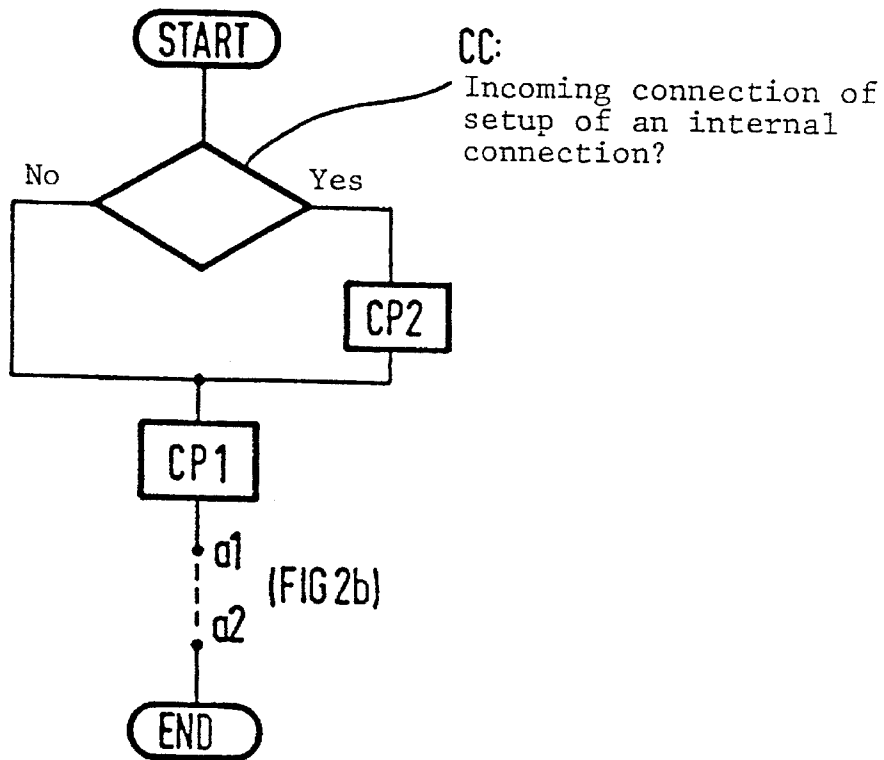 START
CC:
Incoming connection of
setup of an internal
connection?
No
Yes
CP2
CP1
a1
(FIG 2b)
a2
END